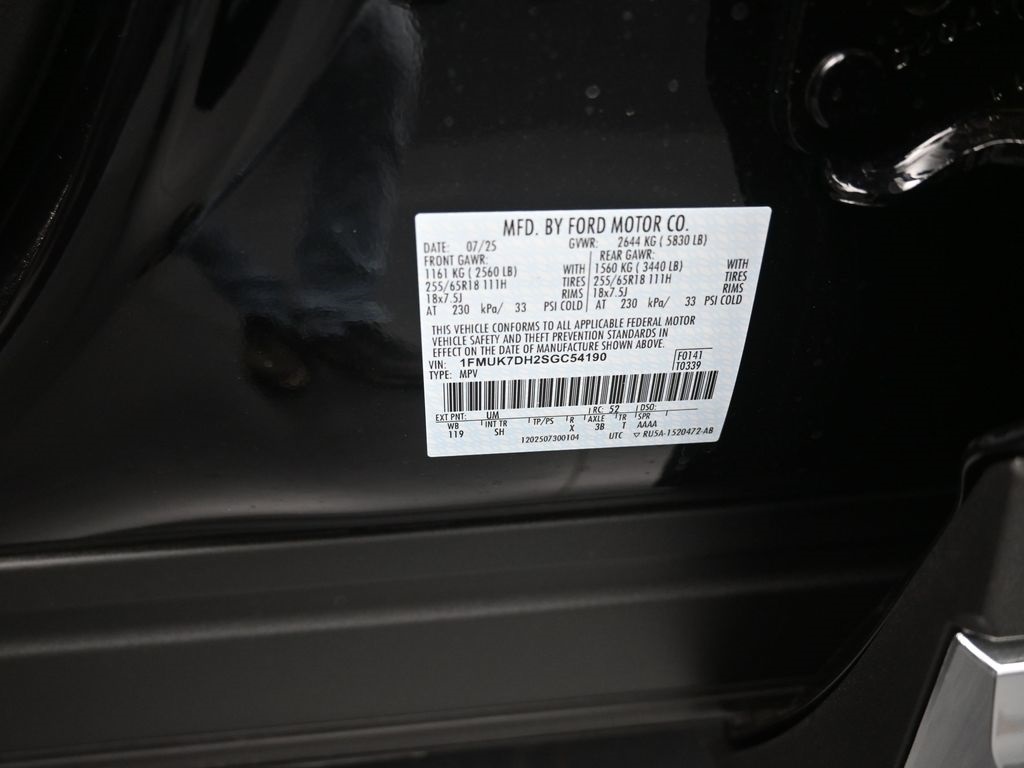 MFD. BY FORD MOTOR CO.
DATE: 07/25 GVWR: 2644 KG ( 5830 LB)
FRONT GAWR: REAR GAWR:
1161 KG ( 2560 LB) WITH 1560 KG ( 3440 LB) WITH
255/65R18 111H TIRES 255/65R18 111H TIRES
18x7.5J RIMS 18x7.5J RIMS
AT 230 kPa/ 33 PSI COLD AT 230 kPa/ 33 PSI COLD
THIS VEHICLE CONFORMS TO ALL APPLICABLE FEDERAL MOTOR
VEHICLE SAFETY AND THEFT PREVENTION STANDARDS IN
EFFECT ON THE DATE OF MANUFACTURE SHOWN ABOVE.
VIN: 1FMUK7DH2SGC54190 F0141
TYPE: MPV T0339
EXT PNT: UM RC: 52 DSO:
WB INT TR TP/PS R AXLE TR SPR
119 SH X 3B T AAAA
1202507300104 UTC ▽ RU5A-1520472-AB